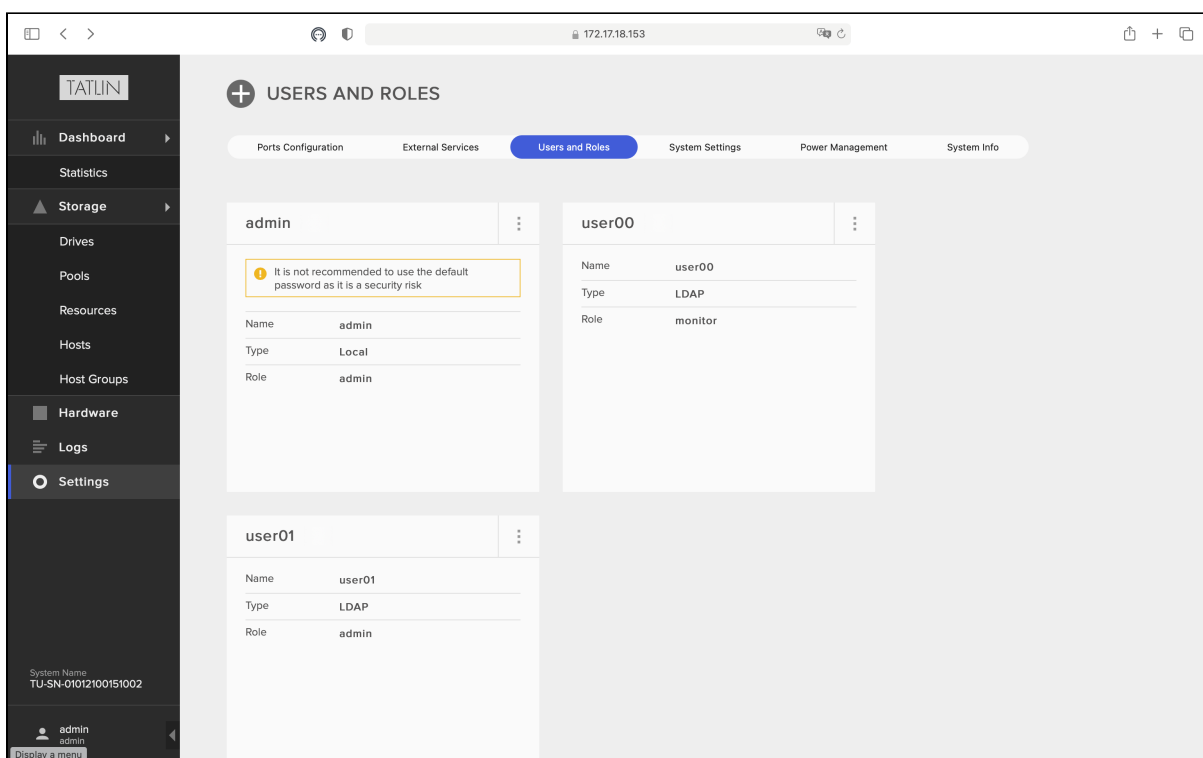 172.17.18.153
TATLIN
Dashboard
Statistics
Storage
Drives
Pools
Resources
Hosts
Host Groups
Hardware
Logs
Settings
System Name
TU-SN-01012100151002
admin
admin
Display a menu
USERS AND ROLES
Ports Configuration
External Services
Users and Roles
System Settings
Power Management
System Info
admin
It is not recommended to use the default
password as it is a security risk
Name admin
Type Local
Role admin
user00
Name user00
Type LDAP
Role monitor
user01
Name user01
Type LDAP
Role admin